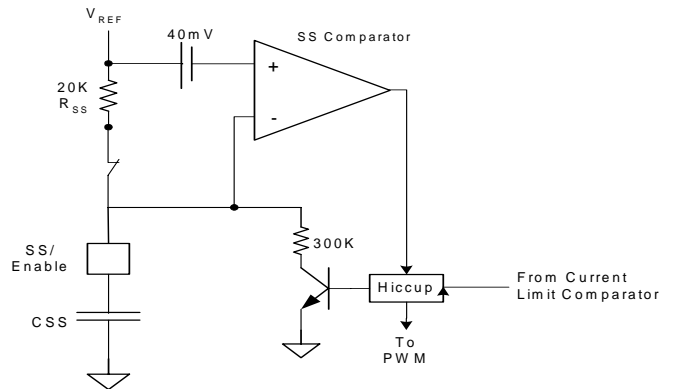 VREF
40mV
SS Comparator
+
-
20K
RSS
SS/
Enable
300K
Hiccup
From Current
Limit Comparator
CSS
To
PWM